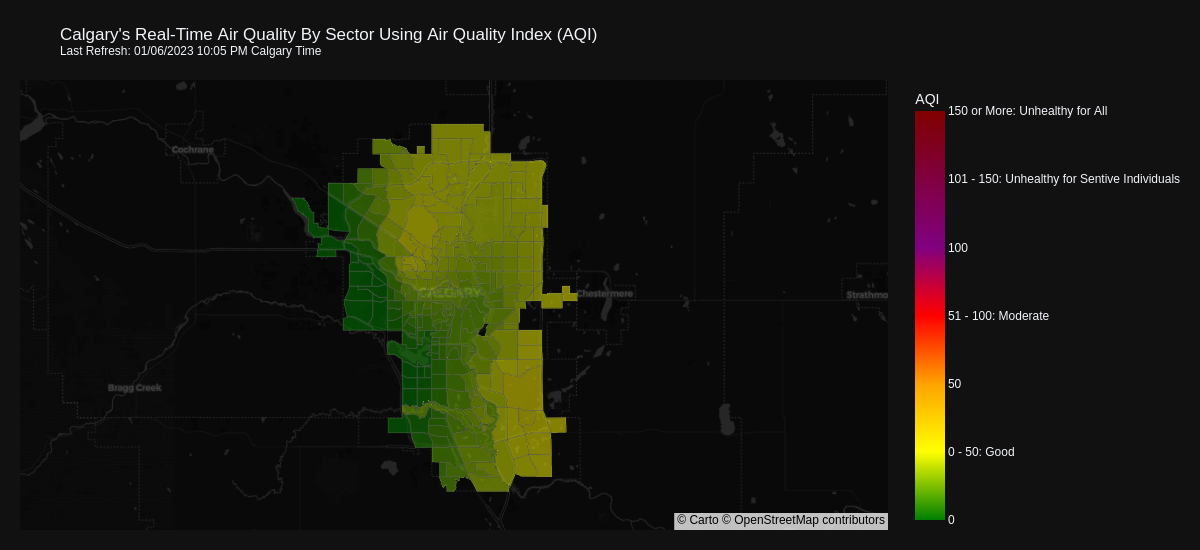 Calgary's Real-Time Air Quality By Sector Using Air Quality Index (AQI)
Last Refresh: 01/06/2023 10:05 PM Calgary Time
AQI
150 or More: Unhealthy for All
Cochrane
101 - 150: Unhealthy for Sentive Individuals
100
CALGARY
Chestermere
Strathmo
51 - 100: Moderate
50
Bragg Creek
0 - 50: Good
0
© Carto © OpenStreetMap contributors